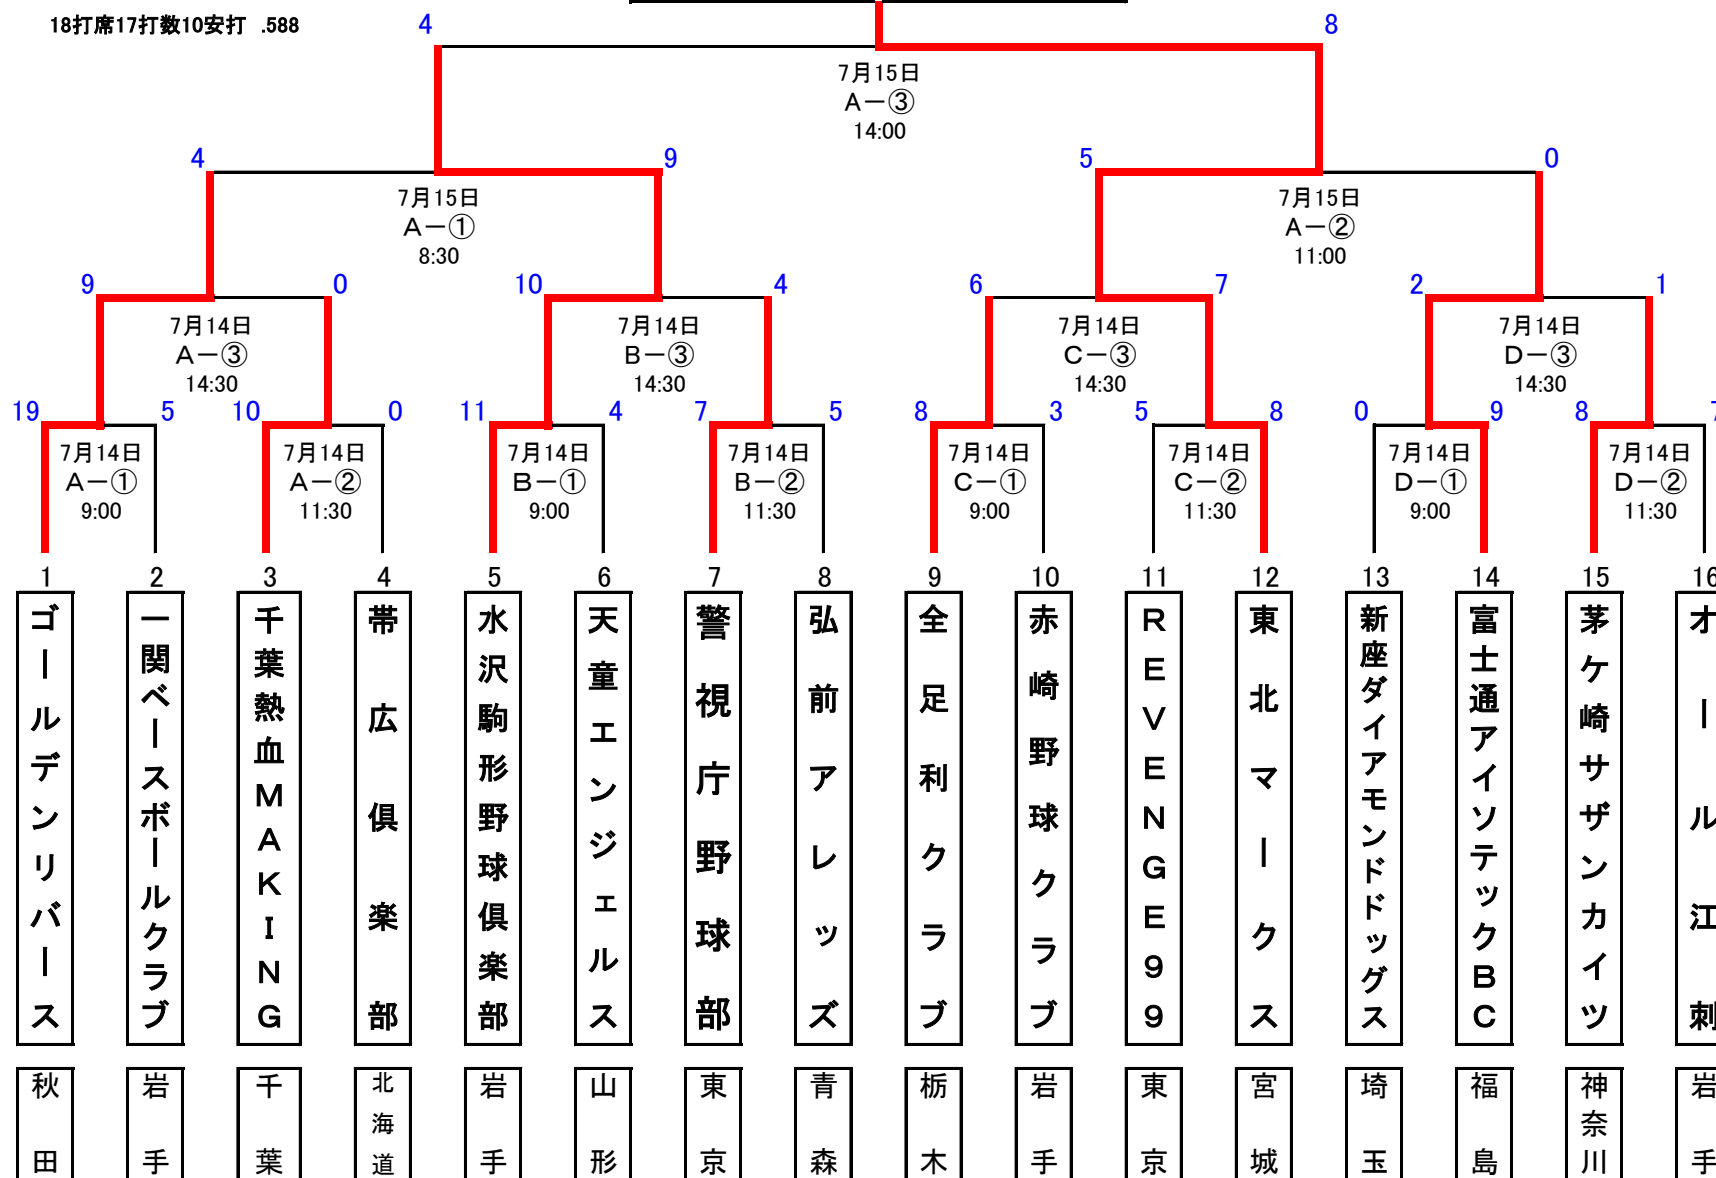 18打席17打数10安打 .588
4 8
7月15日
A－③
14:00
4 9 5 0
7月15日 7月15日
A－① A－②
8:30 11:00
9 0 10 4 6 7 2 1
7月14日 7月14日 7月14日 7月14日
A－③ B－③ C－③ D－③
14:30 14:30 14:30 14:30
19 5 10 0 11 4 7 5 8 3 5 8 0 9 8 7
7月14日 7月14日 7月14日 7月14日 7月14日 7月14日 7月14日 7月14日
A－① A－② B－① B－② C－① C－② D－① D－②
9:00 11:30 9:00 11:30 9:00 11:30 9:00 11:30
1 2 3 4 5 6 7 8 9 10 11 12 13 14 15 16
ゴールデンリバース
一関ベースボールクラブ
千葉熱血MAKING
帯広倶楽部
水沢駒形野球倶楽部
天童エンジェルス
警視庁野球部
弘前アレッズ
全足利クラブ
赤崎野球クラブ
REVENGE99
東北マークス
新座ダイアモンドドッグス
富士通アイソテックBC
茅ケ崎サザンカイツ
オール江刺
秋田
岩手
千葉
北海道
岩手
山形
東京
青森
栃木
岩手
東京
宮城
埼玉
福島
神奈川
岩手